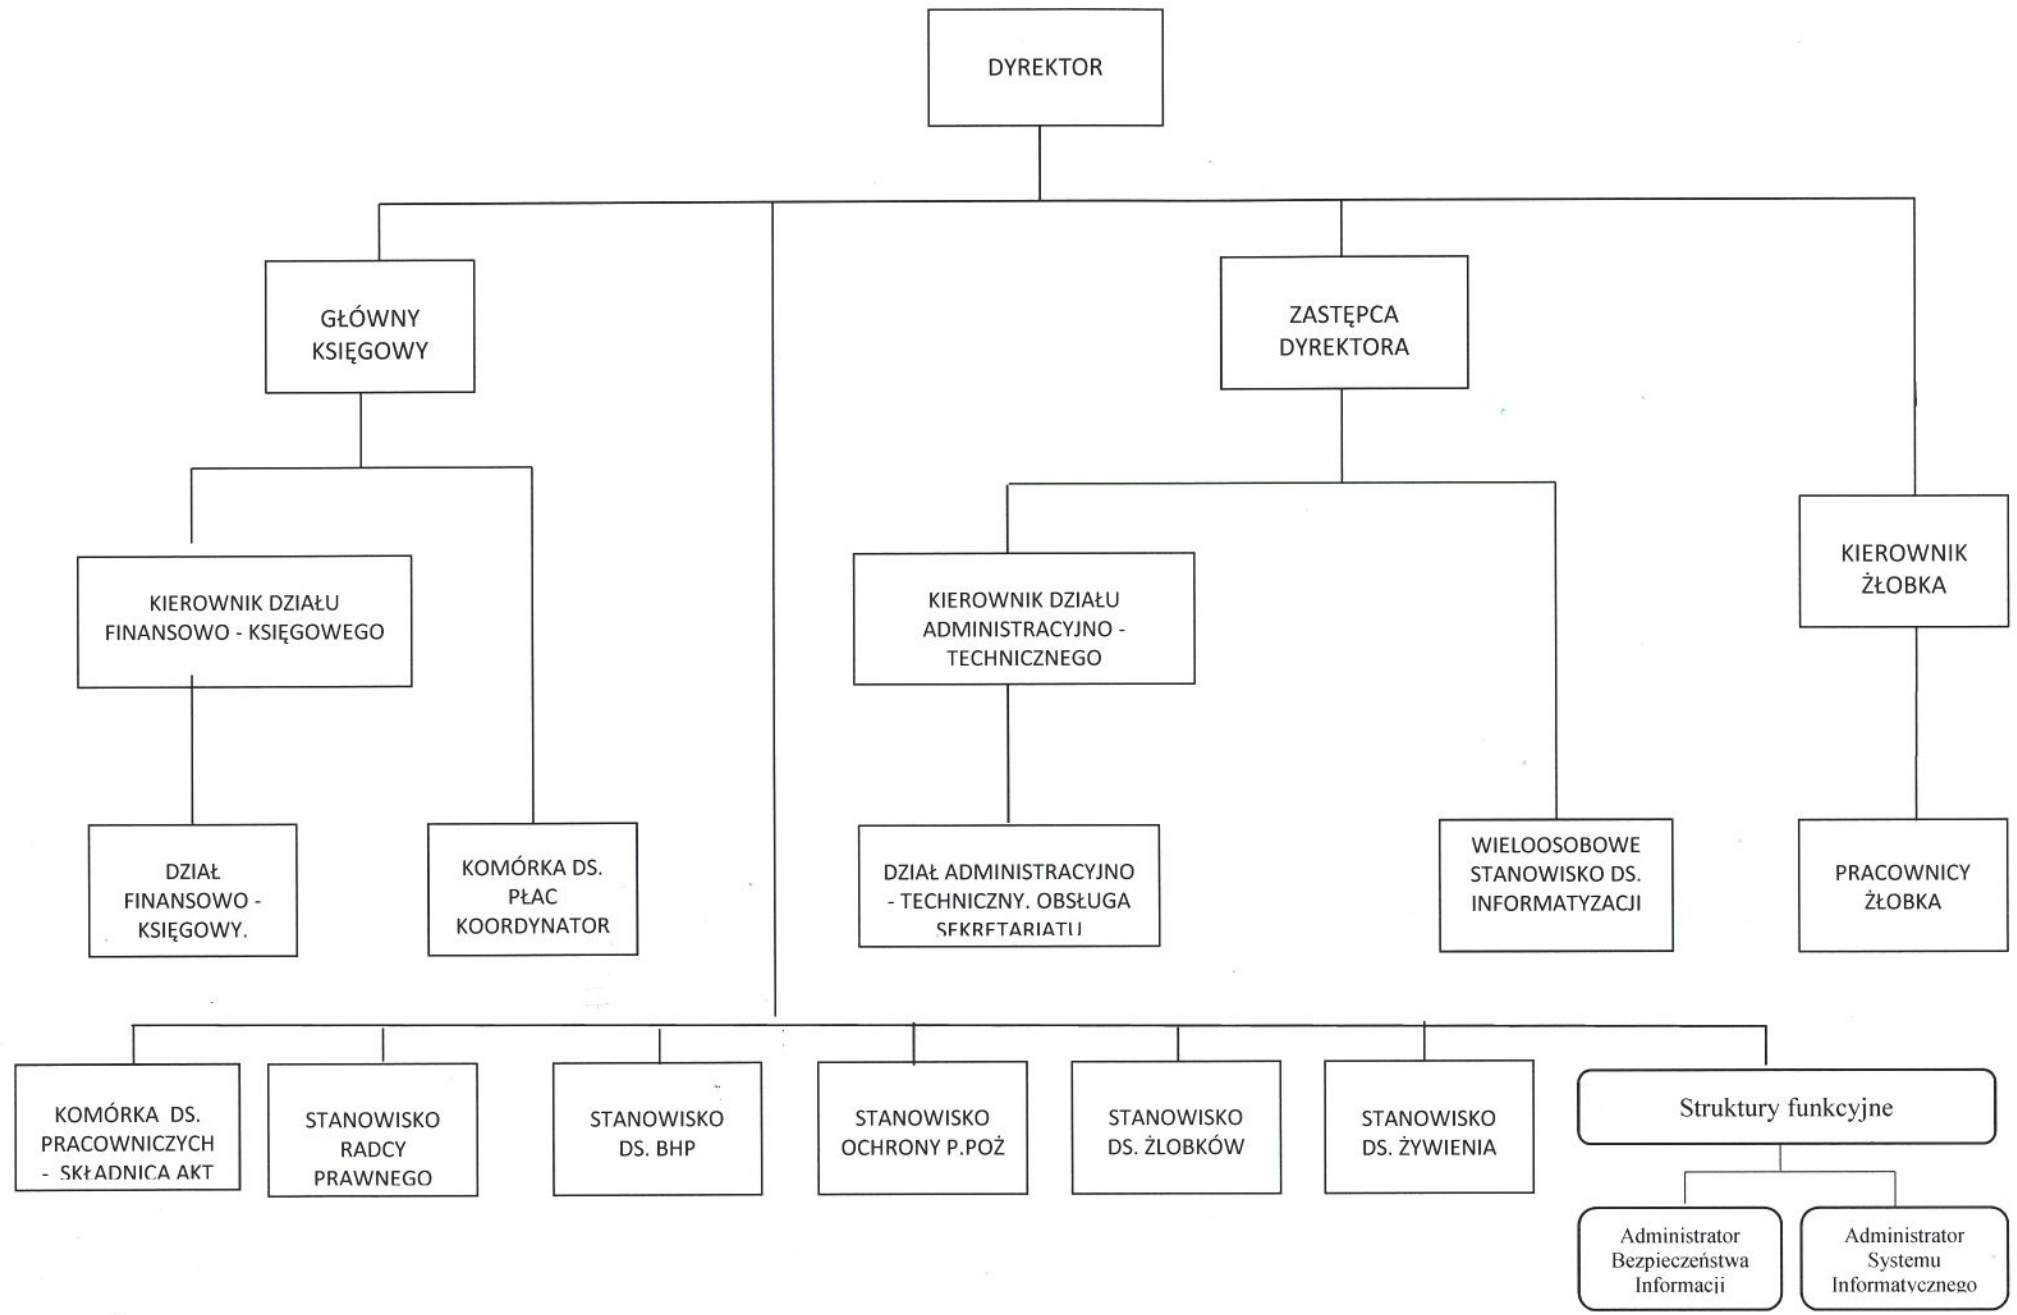 DYREKTOR
GŁÓWNY
KSIĘGOWY
ZASTĘPCA
DYREKTORA
KIEROWNIK DZIAŁU
FINANSOWO - KSIĘGOWEGO
KIEROWNIK DZIAŁU
ADMINISTRACYJNO -
TECHNICZNEGO
KIEROWNIK
ŻŁOBKA
DZIAŁ
FINANSOWO -
KSIĘGOWY.
KOMÓRKA DS.
PŁAC
KOORDYNATOR
DZIAŁ ADMINISTRACYJNO
- TECHNICZNY. OBSŁUGA
SEKRETARIATU
WIELOOSOBOWE
STANOWISKO DS.
INFORMATYZACJI
PRACOWNICY
ŻŁOBKA
KOMÓRKA DS.
PRACOWNICZYCH
- SKŁADNICA AKT
STANOWISKO
RADCY
PRAWNEGO
STANOWISKO
DS. BHP
STANOWISKO
OCHRONY P.POŻ
STANOWISKO
DS. ŻLOBKÓW
STANOWISKO
DS. ŻYWIENIA
Struktury funkcyjne
Administrator
Bezpieczeństwa
Informacji
Administrator
Systemu
Informatycznego